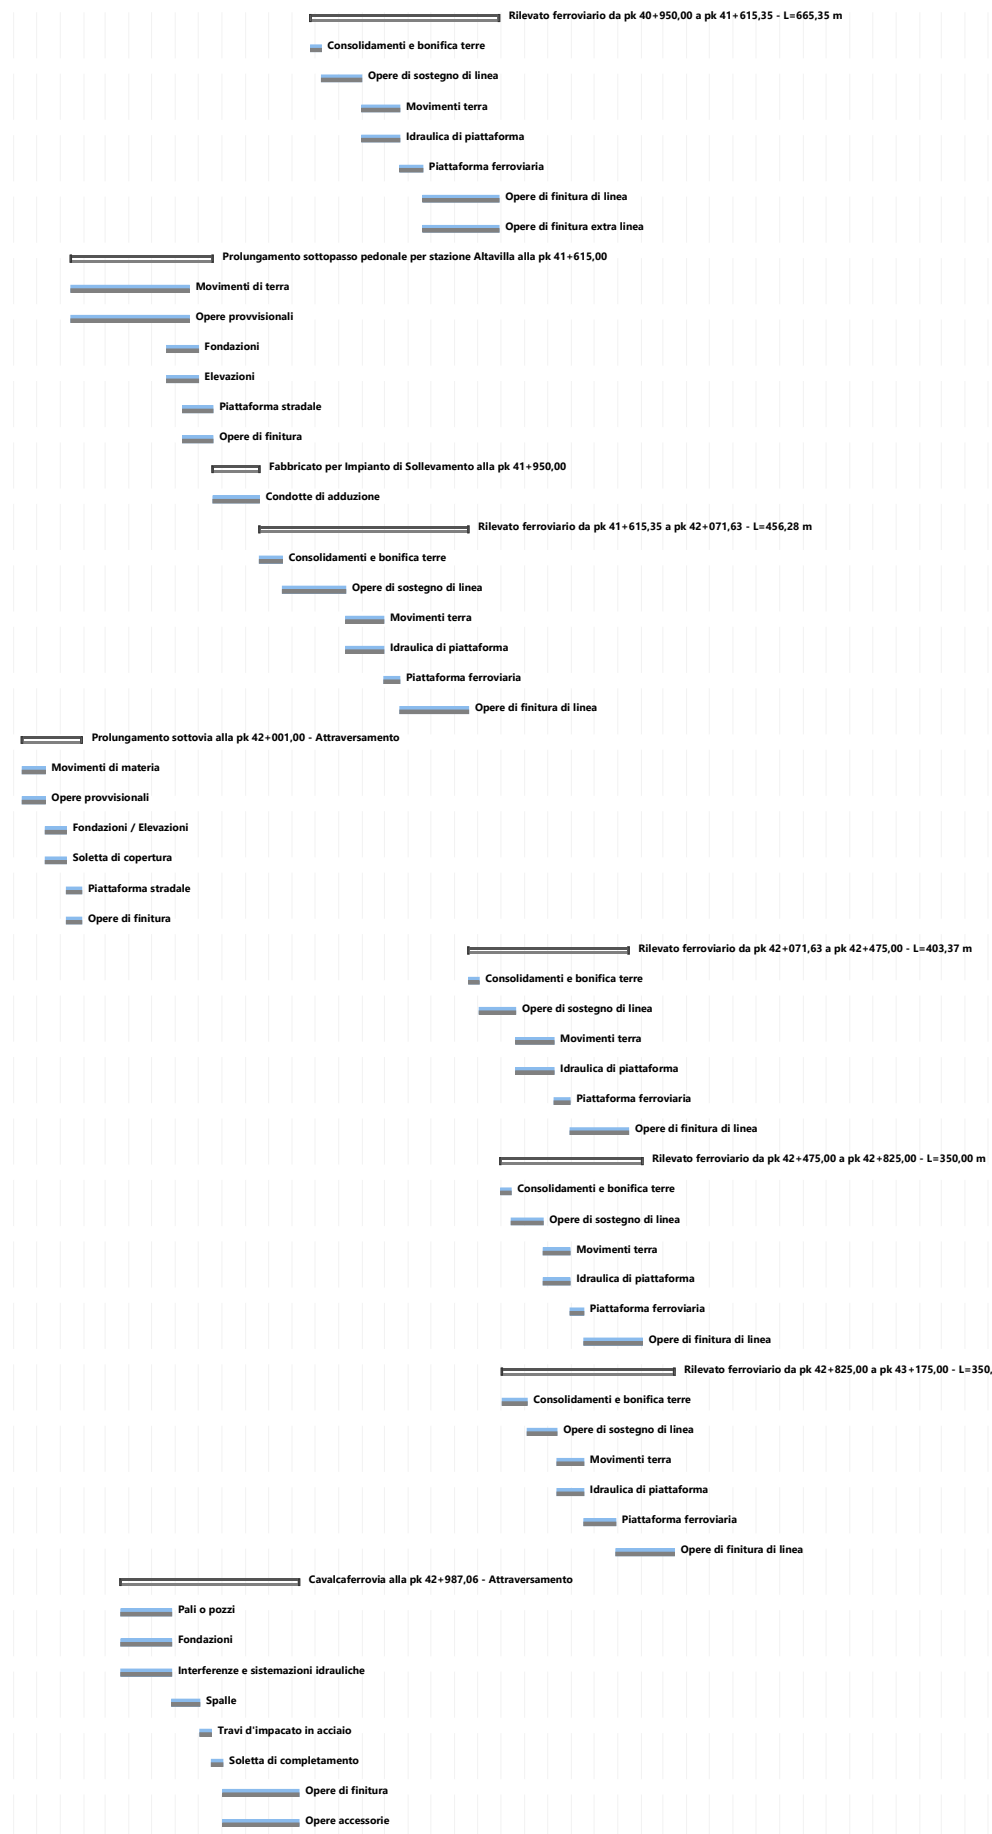 Rilevato ferroviario da pk 40+950,00 a pk 41+615,35 - L=665,35 m
Consolidamenti e bonifica terre
Opere di sostegno di linea
Movimenti terra
Idraulica di piattaforma
Piattaforma ferroviaria
Opere di finitura di linea
Opere di finitura extra linea
Prolungamento sottopasso pedonale per stazione Altavilla alla pk 41+615,00
Movimenti di terra
Opere provvisionali
Fondazioni
Elevazioni
Piattaforma stradale
Opere di finitura
Fabbricato per Impianto di Sollevamento alla pk 41+950,00
Condotte di adduzione
Rilevato ferroviario da pk 41+615,35 a pk 42+071,63 - L=456,28 m
Consolidamenti e bonifica terre
Opere di sostegno di linea
Movimenti terra
Idraulica di piattaforma
Piattaforma ferroviaria
Opere di finitura di linea
Prolungamento sottovia alla pk 42+001,00 - Attraversamento
Movimenti di materia
Opere provvisionali
Fondazioni / Elevazioni
Soletta di copertura
Piattaforma stradale
Opere di finitura
Rilevato ferroviario da pk 42+071,63 a pk 42+475,00 - L=403,37 m
Consolidamenti e bonifica terre
Opere di sostegno di linea
Movimenti terra
Idraulica di piattaforma
Piattaforma ferroviaria
Opere di finitura di linea
Rilevato ferroviario da pk 42+475,00 a pk 42+825,00 - L=350,00 m
Consolidamenti e bonifica terre
Opere di sostegno di linea
Movimenti terra
Idraulica di piattaforma
Piattaforma ferroviaria
Opere di finitura di linea
Rilevato ferroviario da pk 42+825,00 a pk 43+175,00 - L=350,
Consolidamenti e bonifica terre
Opere di sostegno di linea
Movimenti terra
Idraulica di piattaforma
Piattaforma ferroviaria
Opere di finitura di linea
Cavalcaferrovia alla pk 42+987,06 - Attraversamento
Pali o pozzi
Fondazioni
Interferenze e sistemazioni idrauliche
Spalle
Travi d'impacato in acciaio
Soletta di completamento
Opere di finitura
Opere accessorie